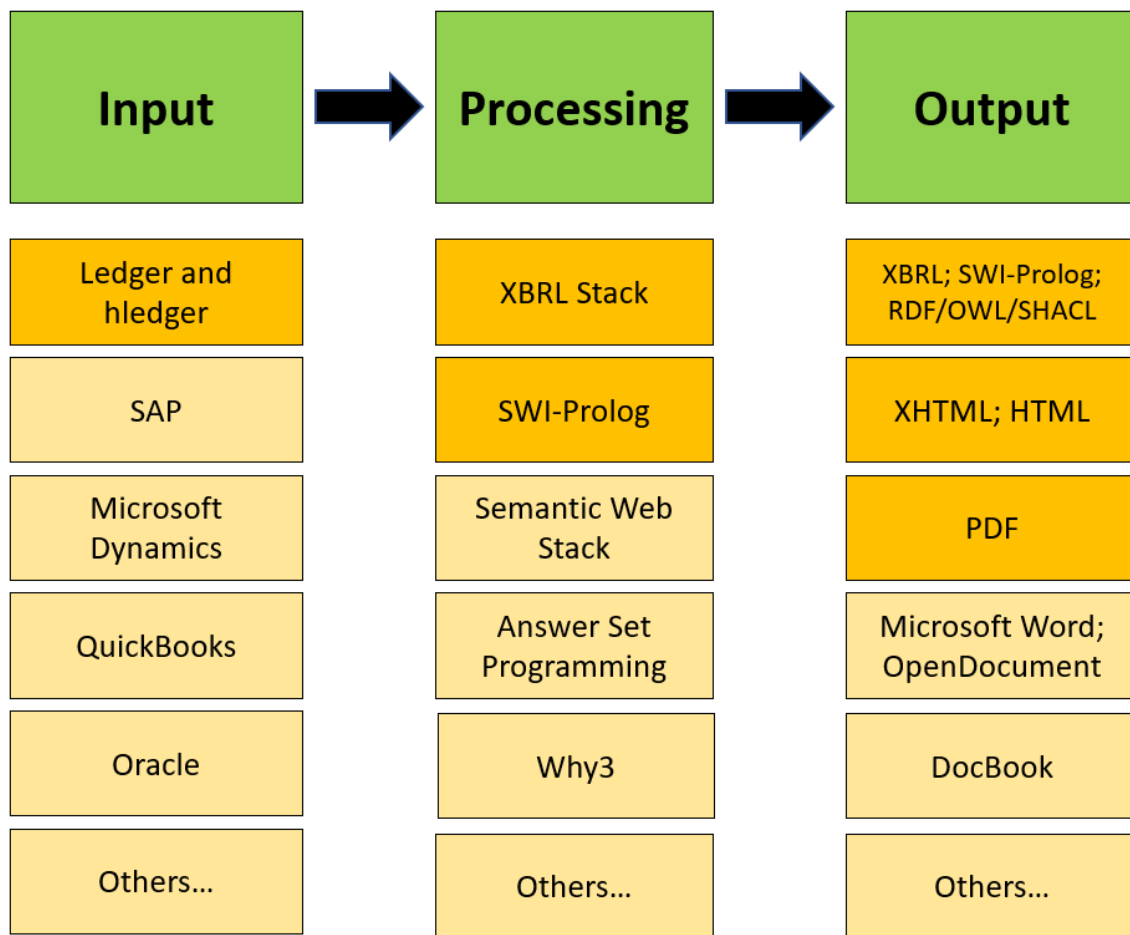 Input
Processing
Output
Ledger and
hledger
XBRL Stack
XBRL; SWI-Prolog;
RDF/OWL/SHACL
SAP
SWI-Prolog
XHTML; HTML
Microsoft
Dynamics
Semantic Web
Stack
PDF
QuickBooks
Answer Set
Programming
Microsoft Word;
OpenDocument
Oracle
Why3
DocBook
Others...
Others...
Others...